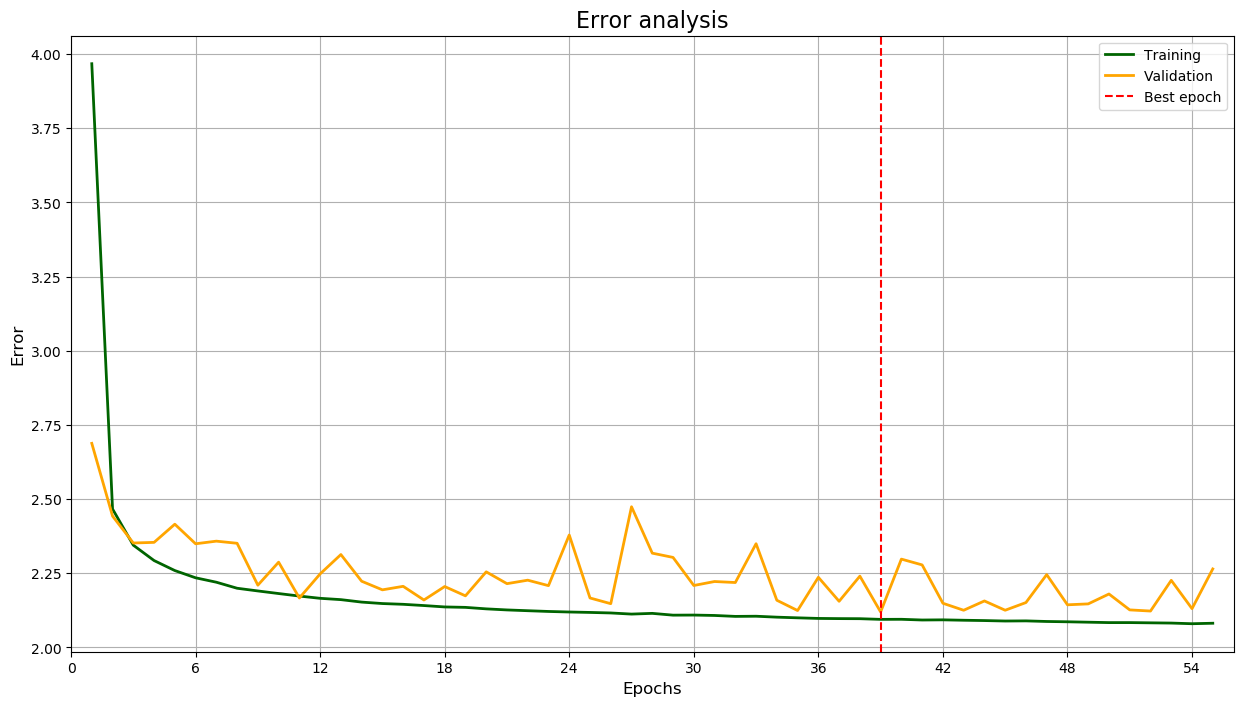 Error analysis
Training
Validation
Best epoch
4.00
3.75
3.50
3.25
3.00
2.75
2.50
2.25
2.00
Error
0 6 12 18 24 30 36 42 48 54
Epochs